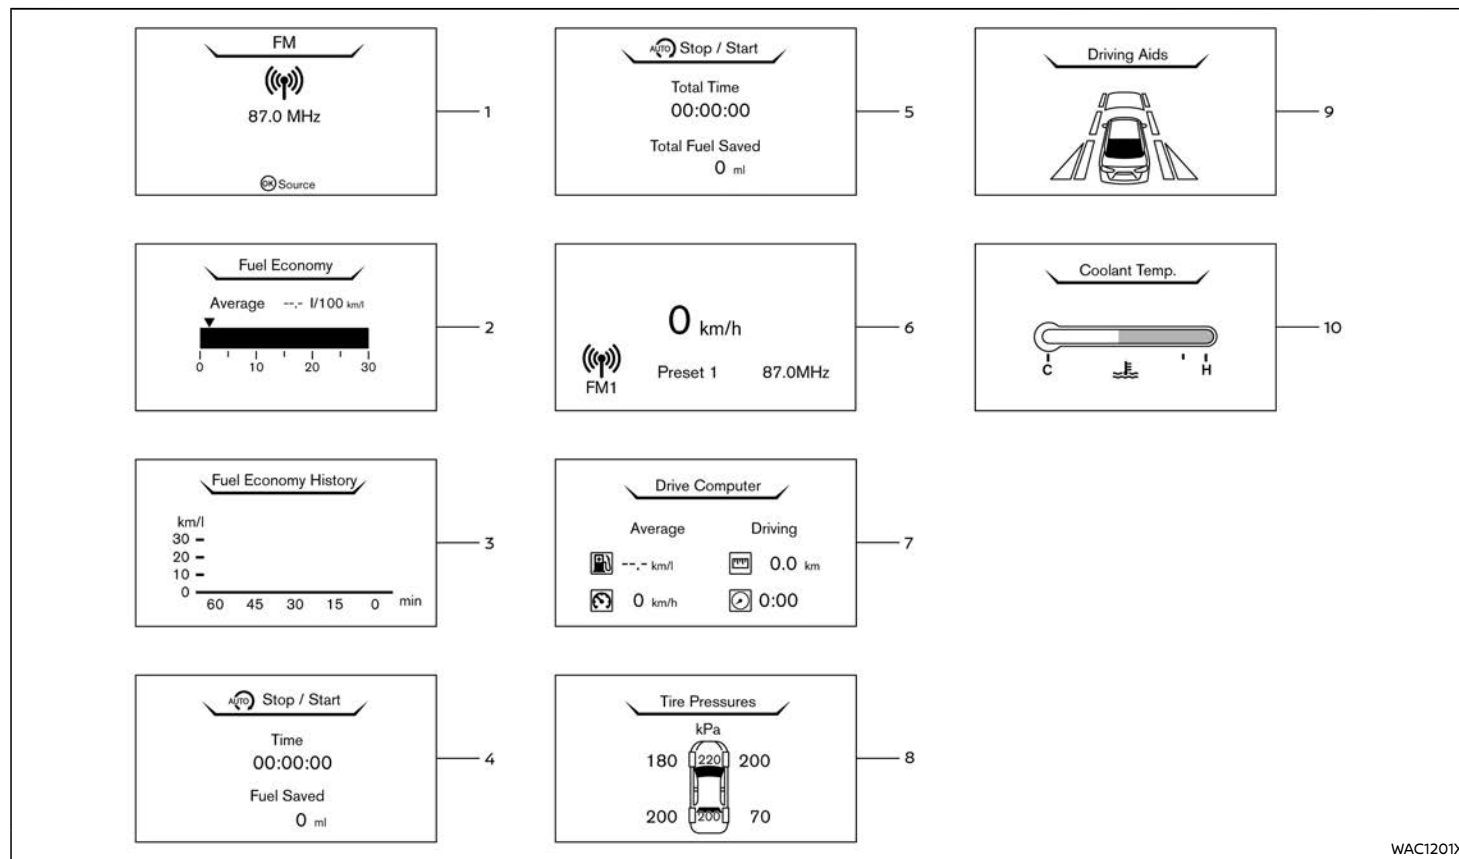 FM
87.0 MHz
OK Source
1
Fuel Economy
Average --.- l/100 km/l
0 10 20 30
2
Fuel Economy History
km/l
30
20
10
0
60 45 30 15 0 min
3
AUTO Stop / Start
Time
00:00:00
Fuel Saved
0 ml
4
AUTO Stop / Start
Total Time
00:00:00
Total Fuel Saved
0 ml
5
0 km/h
FM1 Preset 1 87.0MHz
6
Drive Computer
Average Driving
--.- km/l 0.0 km
0 km/h 0:00
7
Tire Pressures
kPa
180 220 200
200 200 70
8
Driving Aids
9
Coolant Temp.
C H
10
WAC1201X